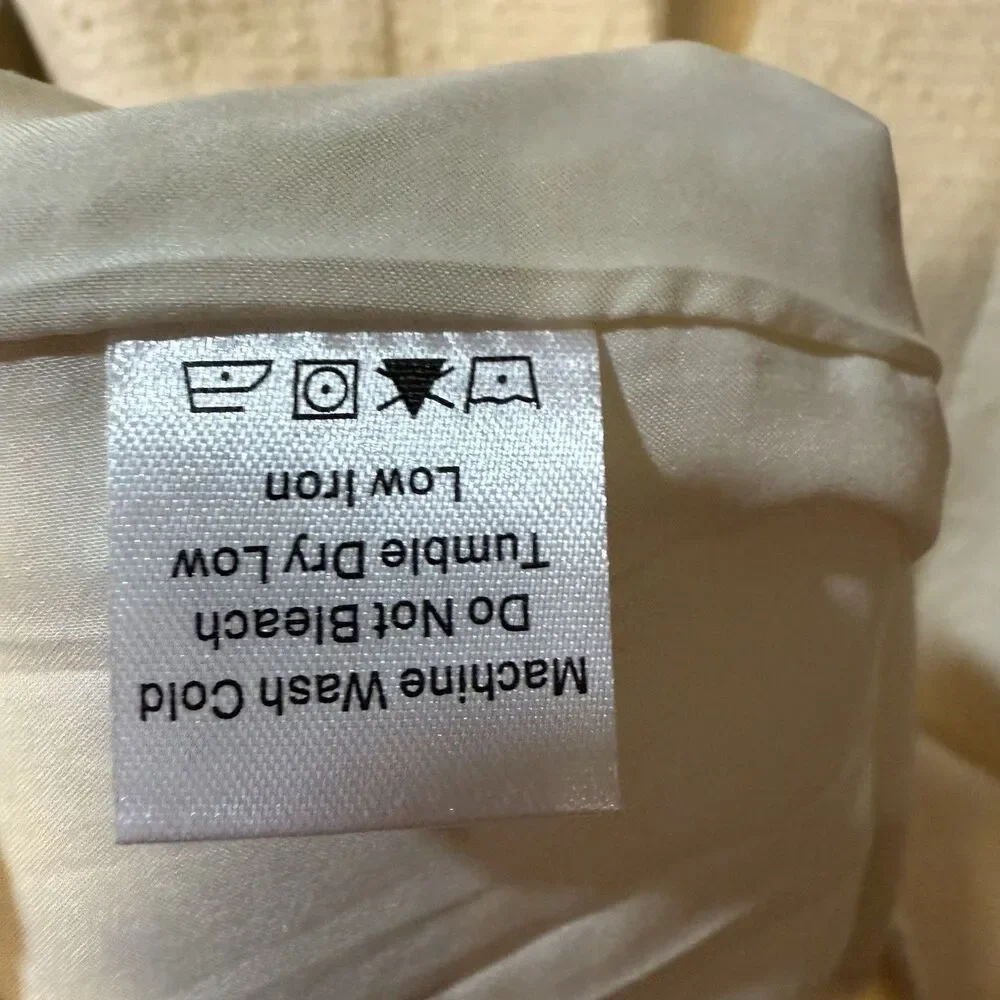 Machine Wash Cold
Do Not Bleach
Tumble Dry Low
Low Iron